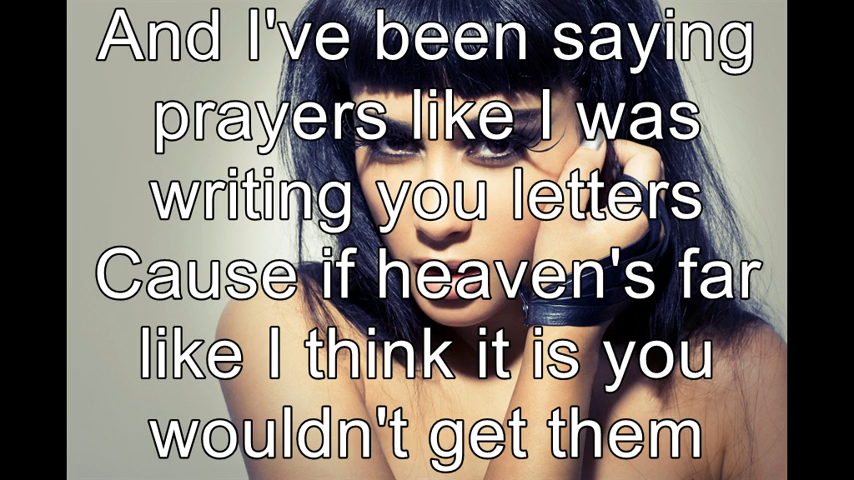 And I've been saying
prayers like I was
writing you letters
Cause if heaven's far
like I think it is you
wouldn't get them